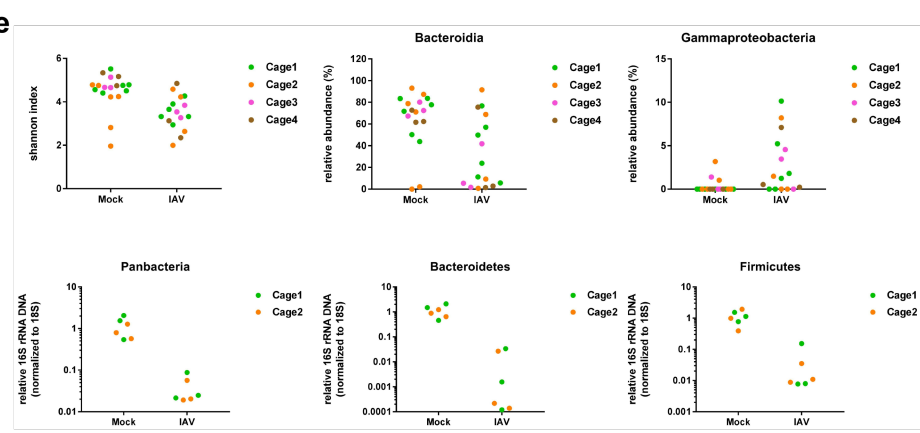 e
Bacteroidia
Gammaproteobacteria
shannon index
6
4
2
0
Mock IAV
Cage1
Cage2
Cage3
Cage4
relative abundance (%)
120
100
80
60
40
20
0
Mock IAV
Cage1
Cage2
Cage3
Cage4
relative abundance (%)
15
10
5
0
Mock IAV
Cage1
Cage2
Cage3
Cage4
Panbacteria
relative 16S rRNA DNA
(normalized to 18S)
10
1
0.1
0.01
Mock IAV
Cage1
Cage2
Bacteroidetes
relative 16S rRNA DNA
(normalized to 18S)
10
1
0.1
0.01
0.001
0.0001
Mock IAV
Cage1
Cage2
Firmicutes
relative 16S rRNA DNA
(normalized to 18S)
10
1
0.1
0.01
0.001
Mock IAV
Cage1
Cage2